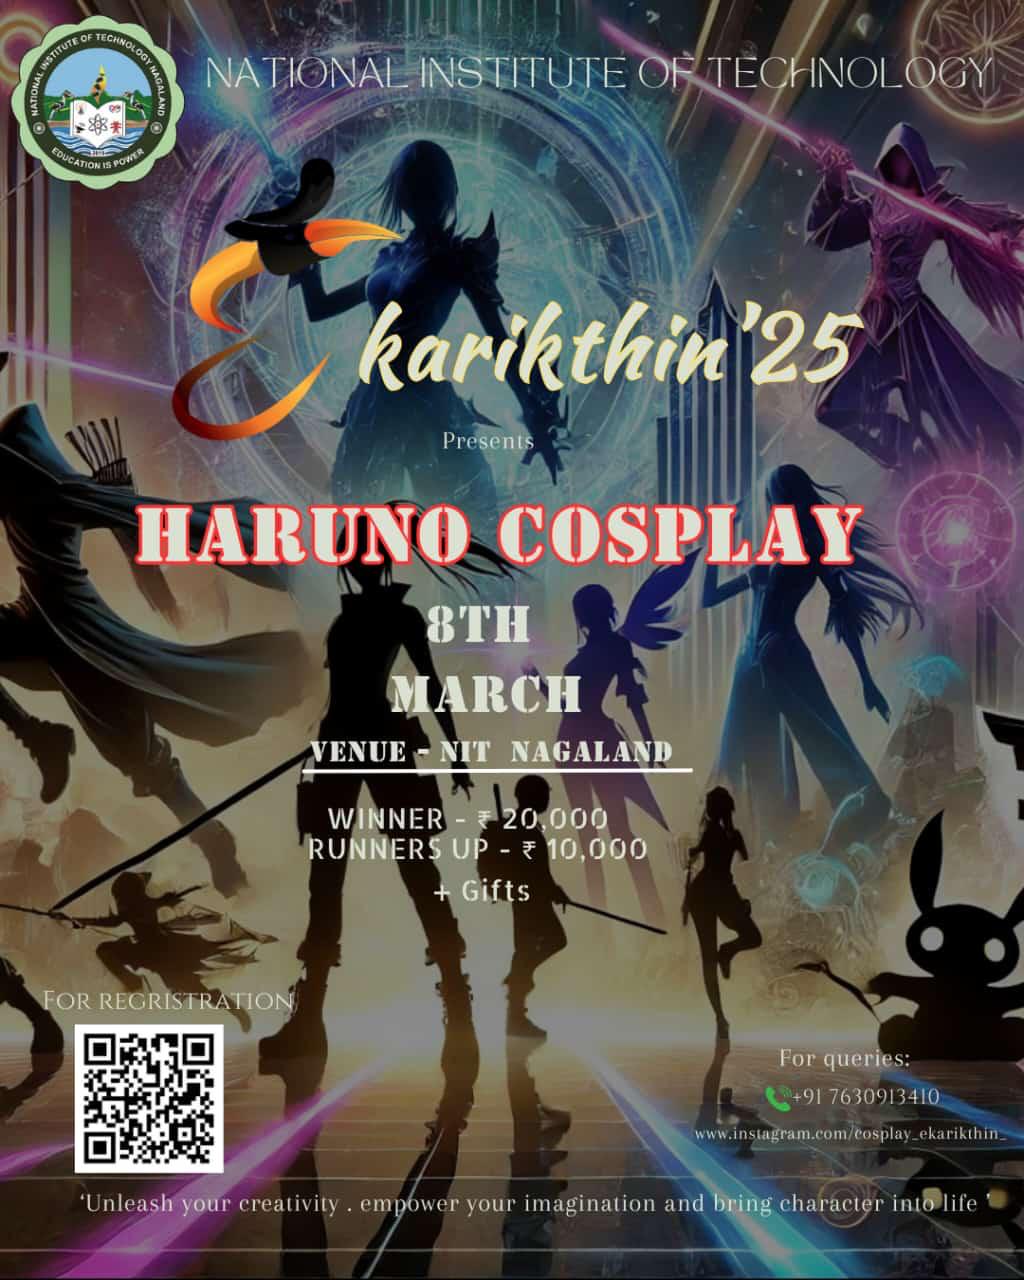 NATIONAL INSTITUTE OF TECHNOLOGY NAGALAND
EDUCATION IS POWER
NATIONAL INSTITUTE OF TECHNOLOGY
Ekarikthin'25
Presents
HARUNO COSPLAY
8TH
MARCH
VENUE - NIT NAGALAND
WINNER - ₹ 20,000
RUNNERS UP - ₹ 10,000
+ Gifts
FOR REGRISTRATION
For queries:
+91 7630913410
www.instagram.com/cosplay_ekarikthin_
‘Unleash your creativity . empower your imagination and bring character into life ’